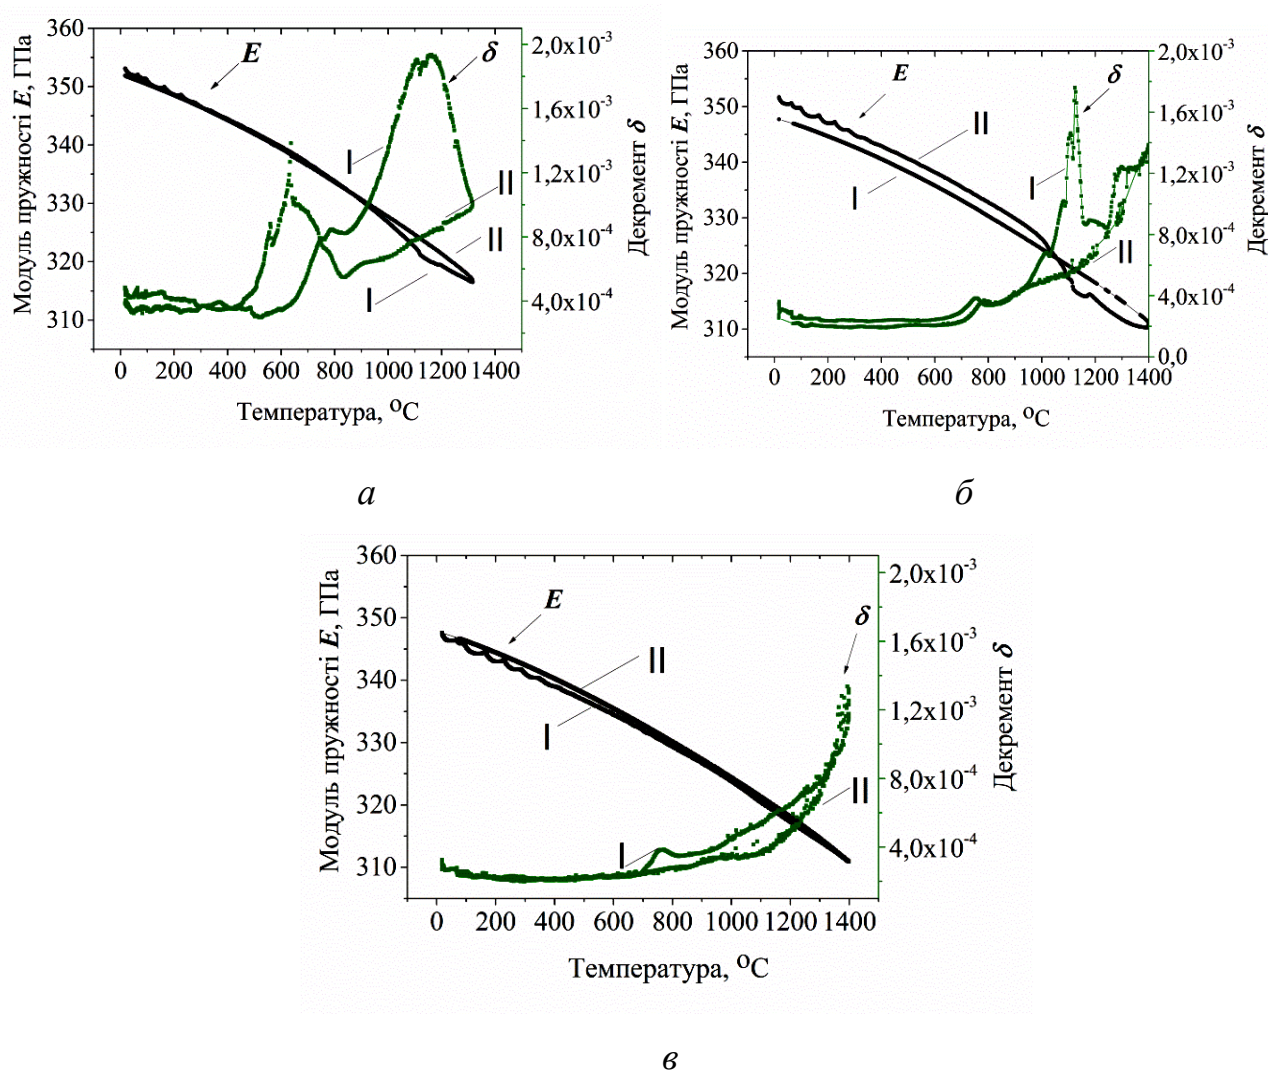 360
350
340
330
320
310
Модуль пружності E, ГПа
E
δ
I
II
II
I
2,0x10-3
1,6x10-3
1,2x10-3
8,0x10-4
4,0x10-4
Декремент δ
0 200 400 600 800 1000 1200 1400
Температура, ºC
а
360
350
340
330
320
310
Модуль пружності E, ГПа
E
δ
II
I
I
II
2,0x10-3
1,6x10-3
1,2x10-3
8,0x10-4
4,0x10-4
0,0
Декремент δ
0 200 400 600 800 1000 1200 1400
Температура, ºC
б
360
350
340
330
320
310
Модуль пружності E, ГПа
E
δ
II
I
II
I
2,0x10-3
1,6x10-3
1,2x10-3
8,0x10-4
4,0x10-4
Декремент δ
0 200 400 600 800 1000 1200 1400
Температура, ºC
в